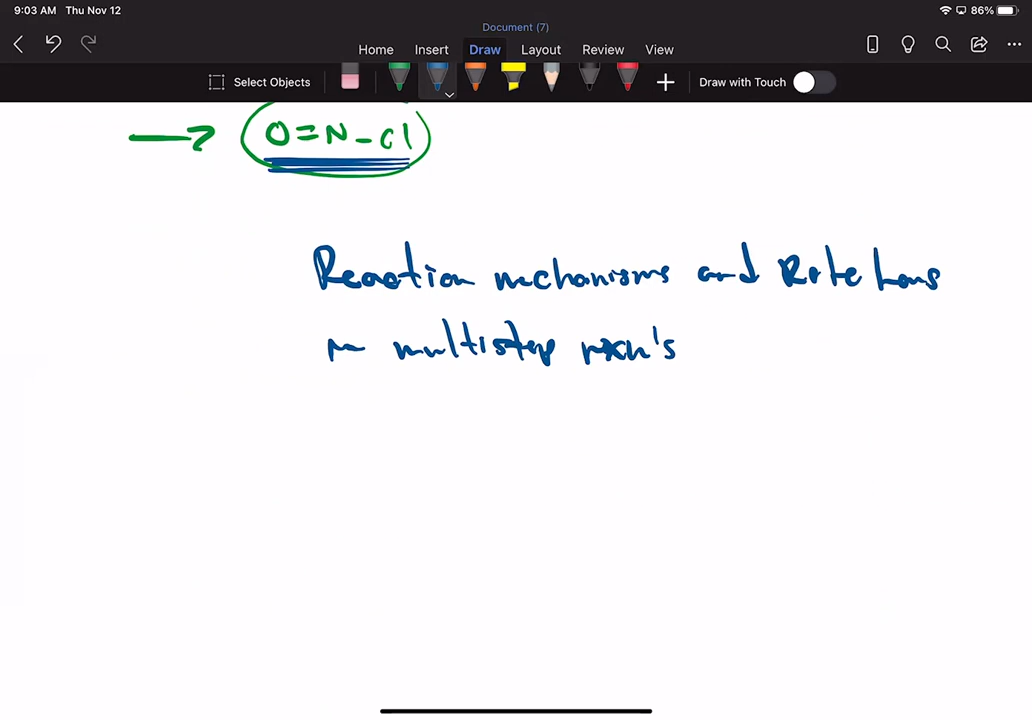 9:03 AM Thu Nov 12
86%
Document (7)
Home Insert Draw Layout Review View
Select Objects
Draw with Touch
O=N-Cl
Reaction mechanisms and Rate Laws
in multistep rxn's